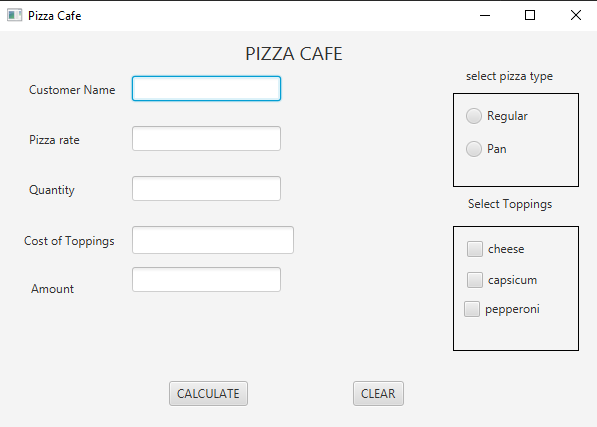 Pizza Cafe
PIZZA CAFE
Customer Name
Pizza rate
Quantity
Cost of Toppings
Amount
select pizza type
Regular
Pan
Select Toppings
cheese
capsicum
pepperoni
CALCULATE
CLEAR